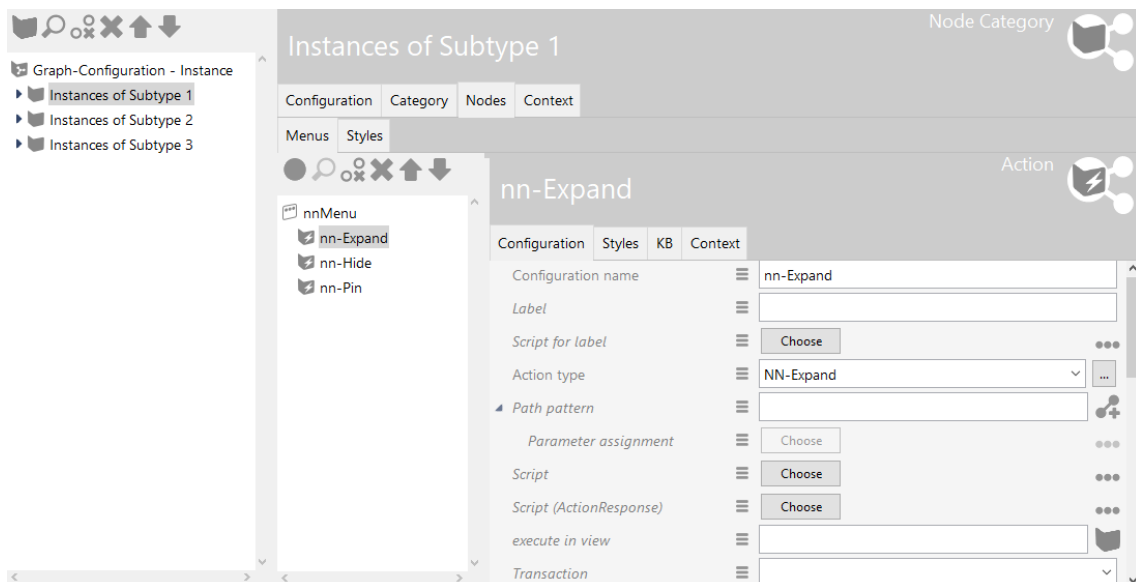 Node Category
Instances of Subtype 1
Graph-Configuration - Instance
Instances of Subtype 1
Instances of Subtype 2
Instances of Subtype 3
Configuration Category Nodes Context
Menus Styles
Action
nn-Expand
nnMenu
nn-Expand
nn-Hide
nn-Pin
Configuration Styles KB Context
Configuration name nn-Expand
Label
Script for label Choose
Action type NN-Expand ...
Path pattern
Parameter assignment Choose
Script Choose
Script (ActionResponse) Choose
execute in view
Transaction